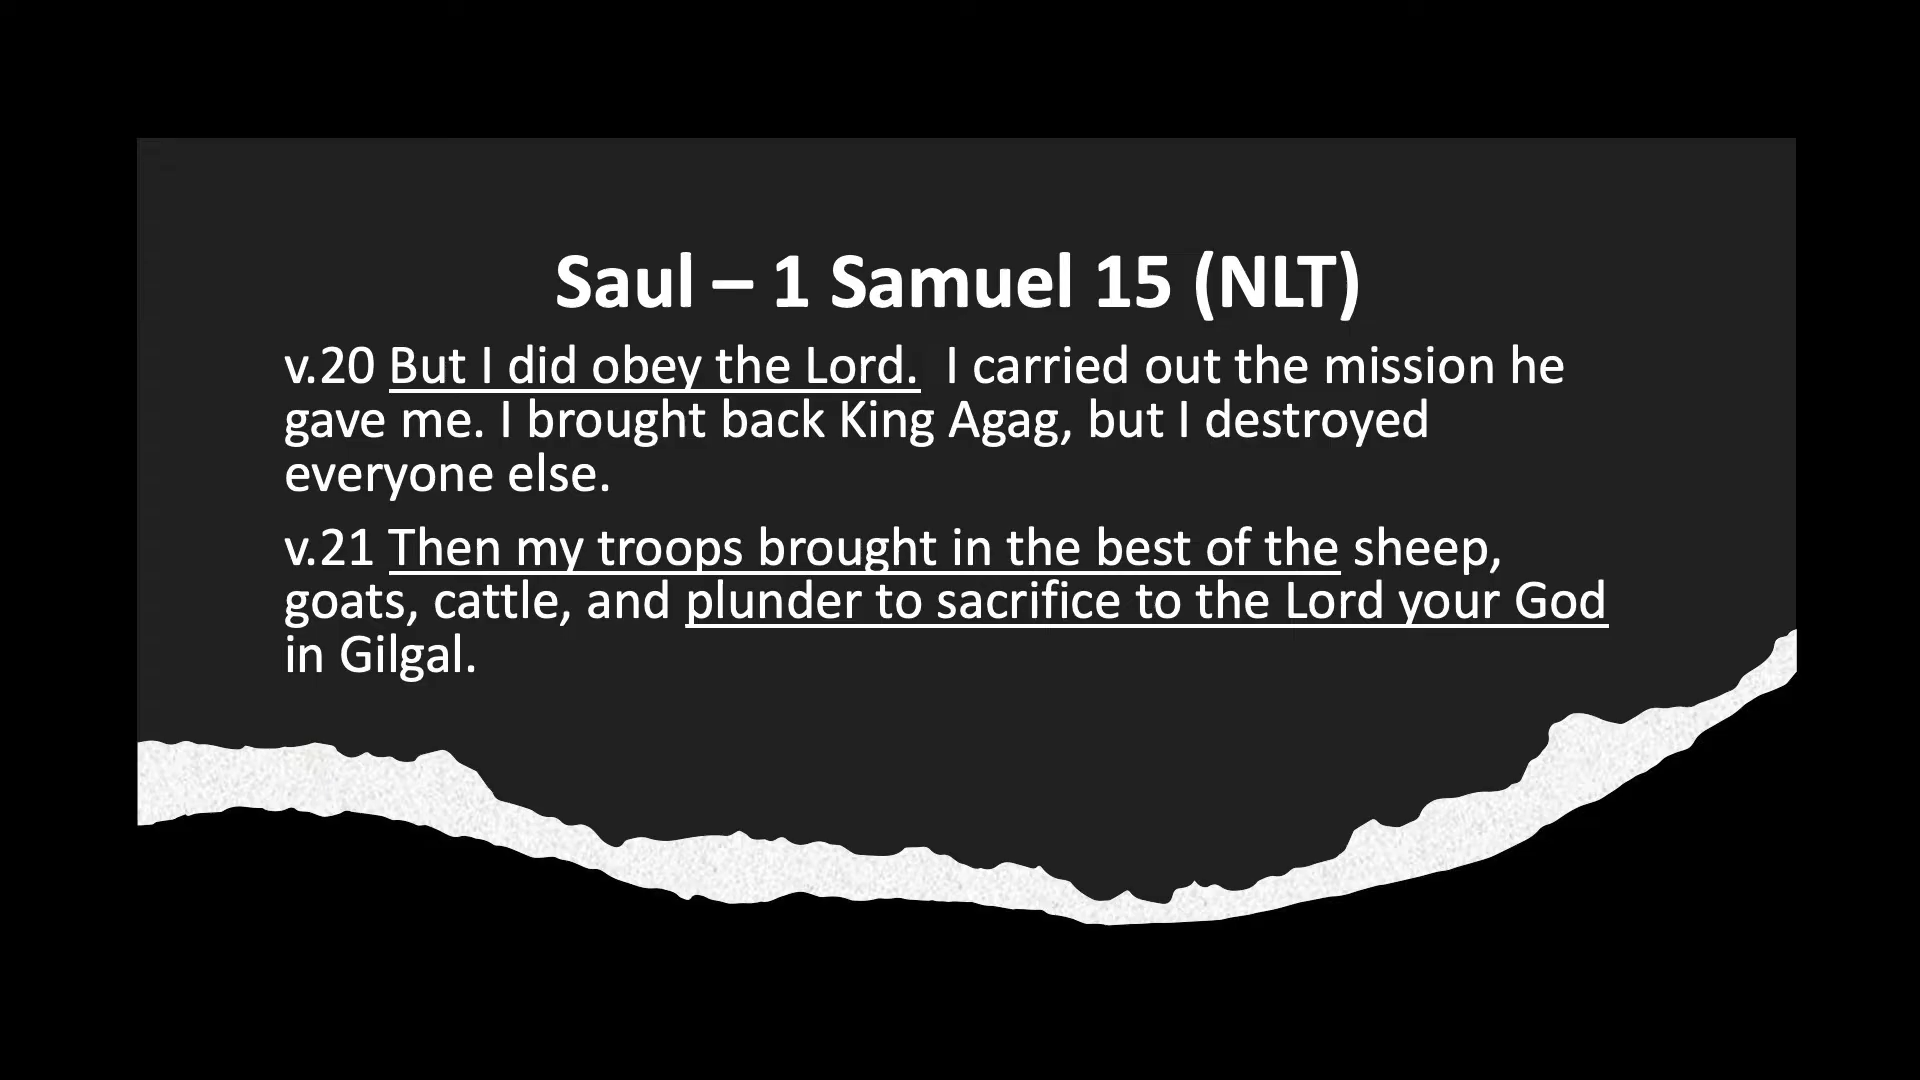 Saul – 1 Samuel 15 (NLT)
v.20 But I did obey the Lord.  I carried out the mission he
gave me. I brought back King Agag, but I destroyed
everyone else.
v.21 Then my troops brought in the best of the sheep,
goats, cattle, and plunder to sacrifice to the Lord your God
in Gilgal.